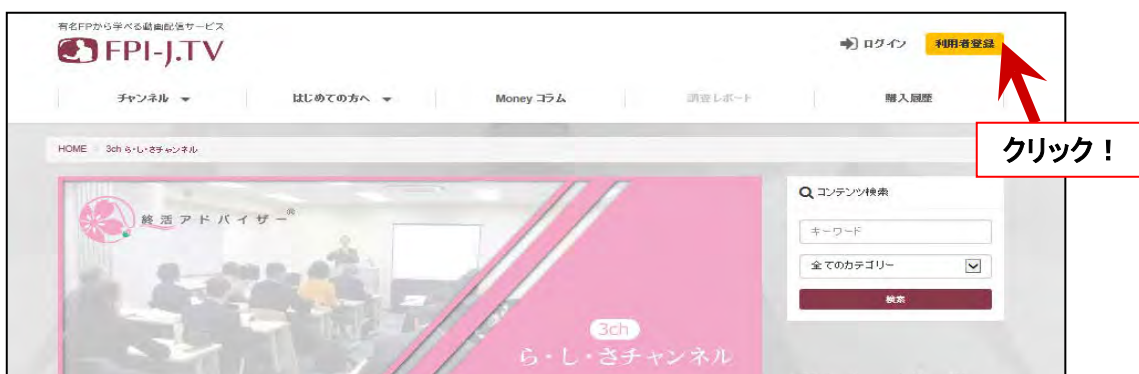 有名FPから学べる動画配信サービス
FPI-J.TV
ログイン 利用者登録
チャンネル はじめての方へ Money コラム 調査レポート 購入履歴
クリック！
HOME 3ch ら・し・さチャンネル
コンテンツ検索
終活アドバイザー®
キーワード
全てのカテゴリー
検索
3ch
ら・し・さチャンネル